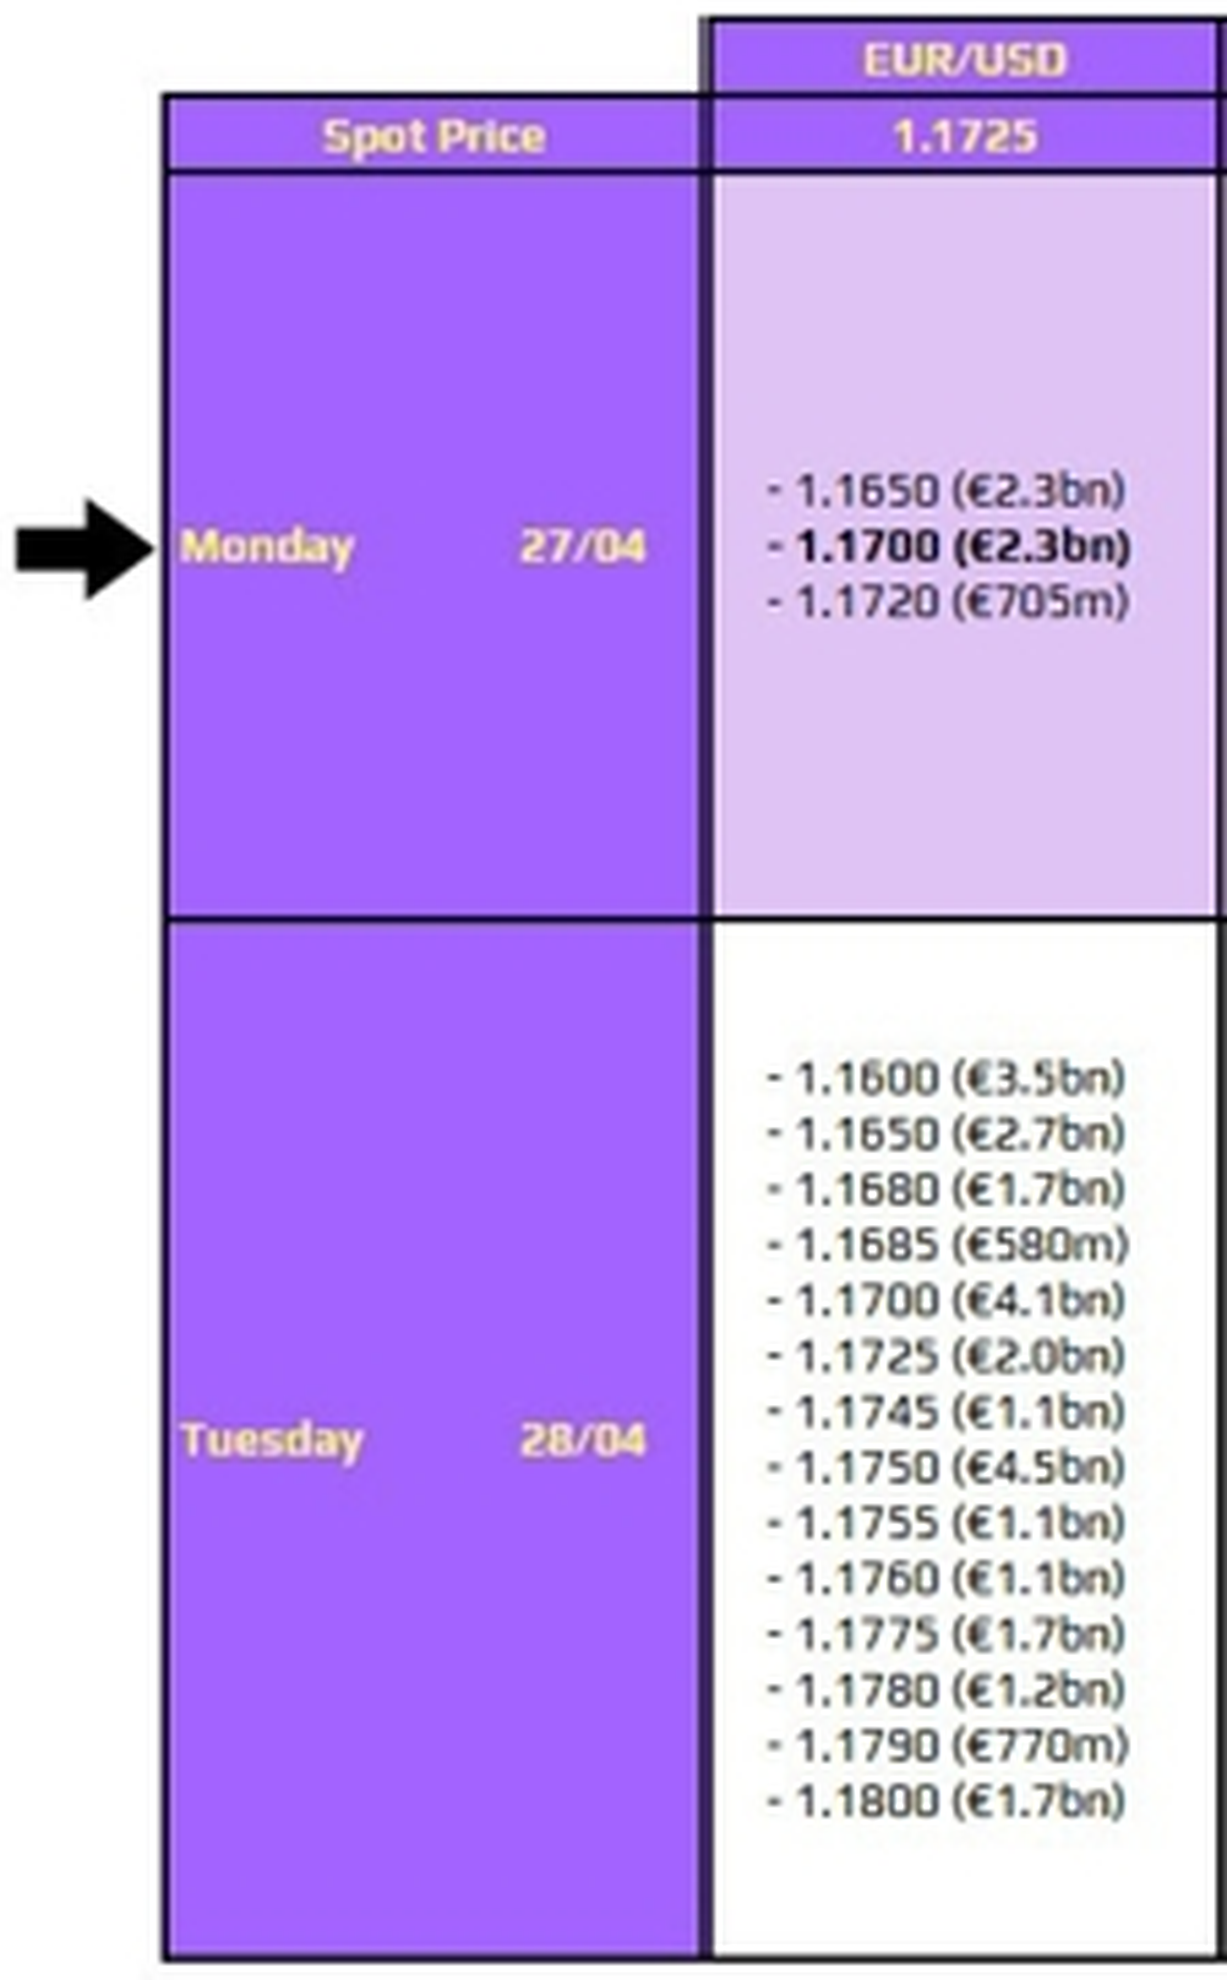 EUR/USD
Spot Price 1.1725
- 1.1650 (€2.3bn)
Monday 27/04 - 1.1700 (€2.3bn)
- 1.1720 (€705m)
- 1.1600 (€3.5bn)
- 1.1650 (€2.7bn)
- 1.1680 (€1.7bn)
- 1.1685 (€580m)
- 1.1700 (€4.1bn)
- 1.1725 (€2.0bn)
- 1.1745 (€1.1bn)
Tuesday 28/04
- 1.1750 (€4.5bn)
- 1.1755 (€1.1bn)
- 1.1760 (€1.1bn)
- 1.1775 (€1.7bn)
- 1.1780 (€1.2bn)
- 1.1790 (€770m)
- 1.1800 (€1.7bn)